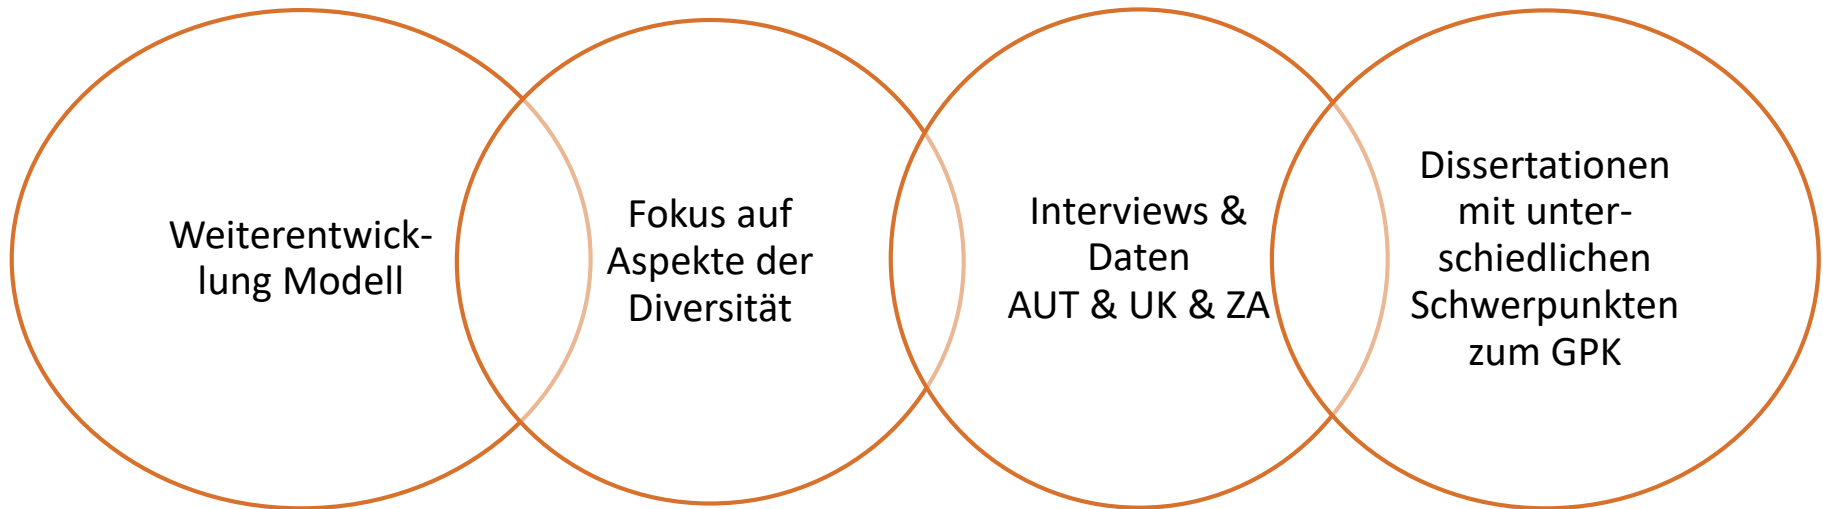 Weiterentwick-
lung Modell
Fokus auf
Aspekte der
Diversität
Interviews &
Daten
AUT & UK & ZA
Dissertationen
mit unter-
schiedlichen
Schwerpunkten
zum GPK